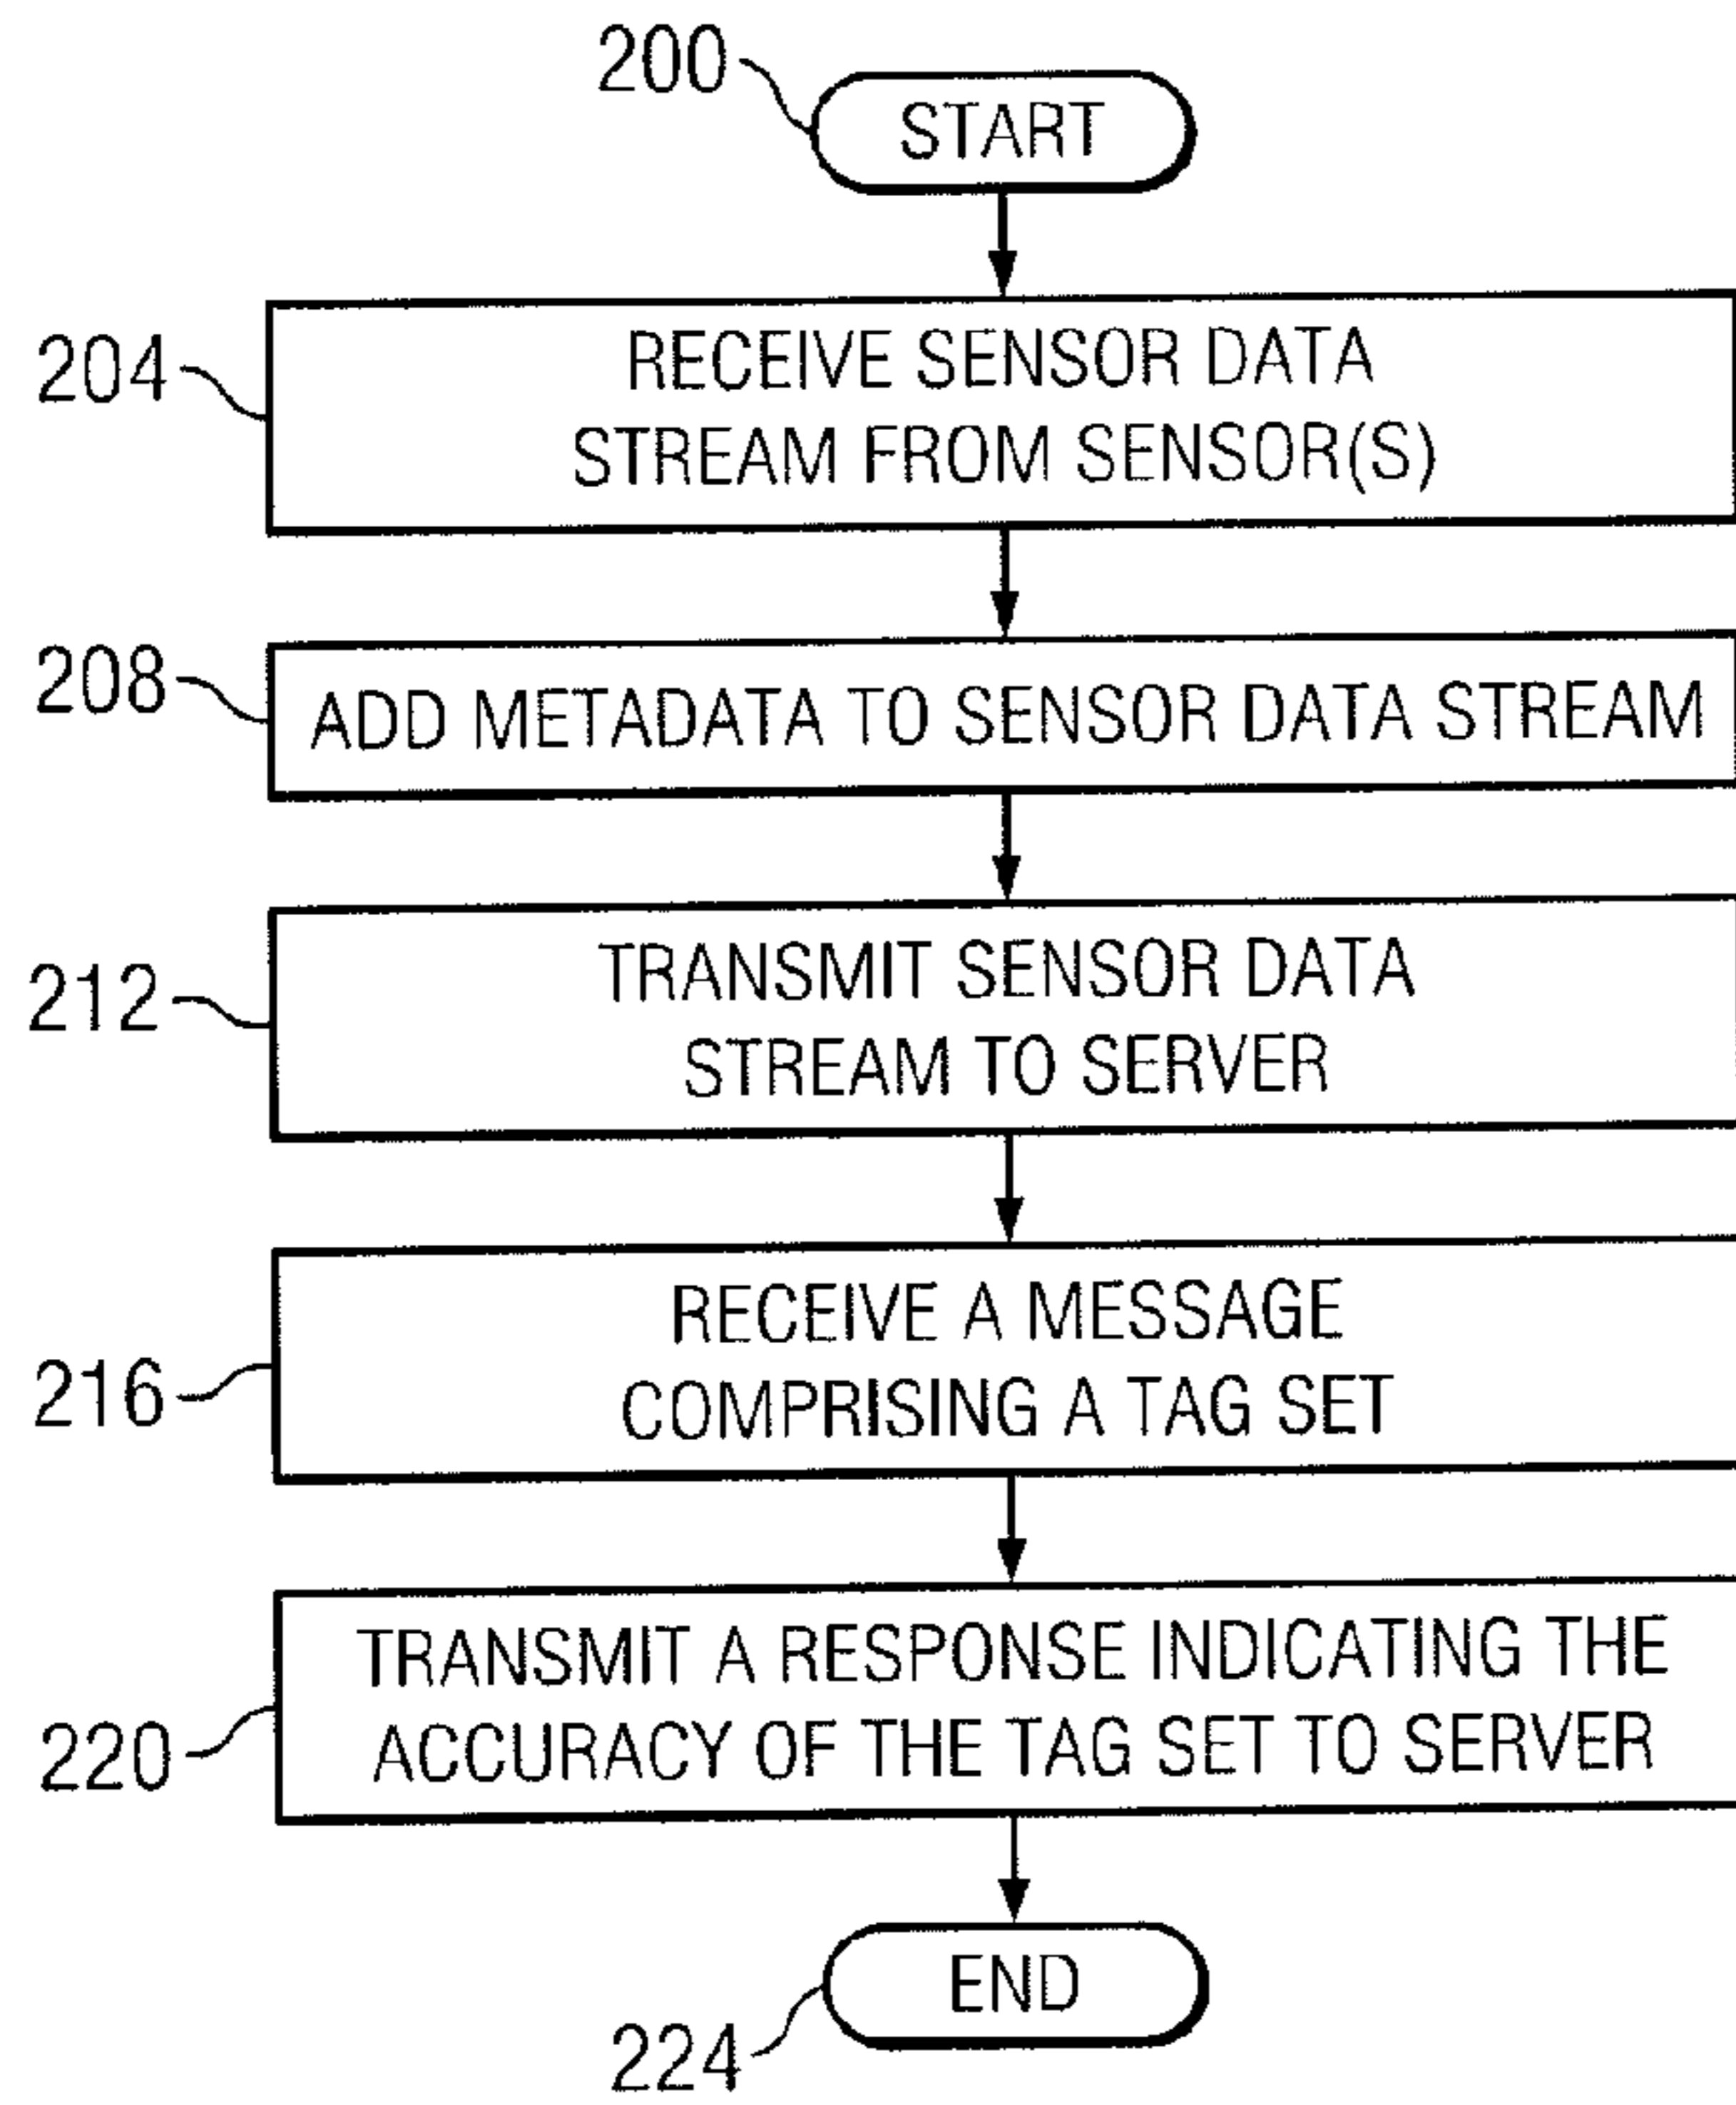 200
START
204
RECEIVE SENSOR DATA
STREAM FROM SENSOR(S)
208
ADD METADATA TO SENSOR DATA STREAM
212
TRANSMIT SENSOR DATA
STREAM TO SERVER
216
RECEIVE A MESSAGE
COMPRISING A TAG SET
220
TRANSMIT A RESPONSE INDICATING THE
ACCURACY OF THE TAG SET TO SERVER
END
224